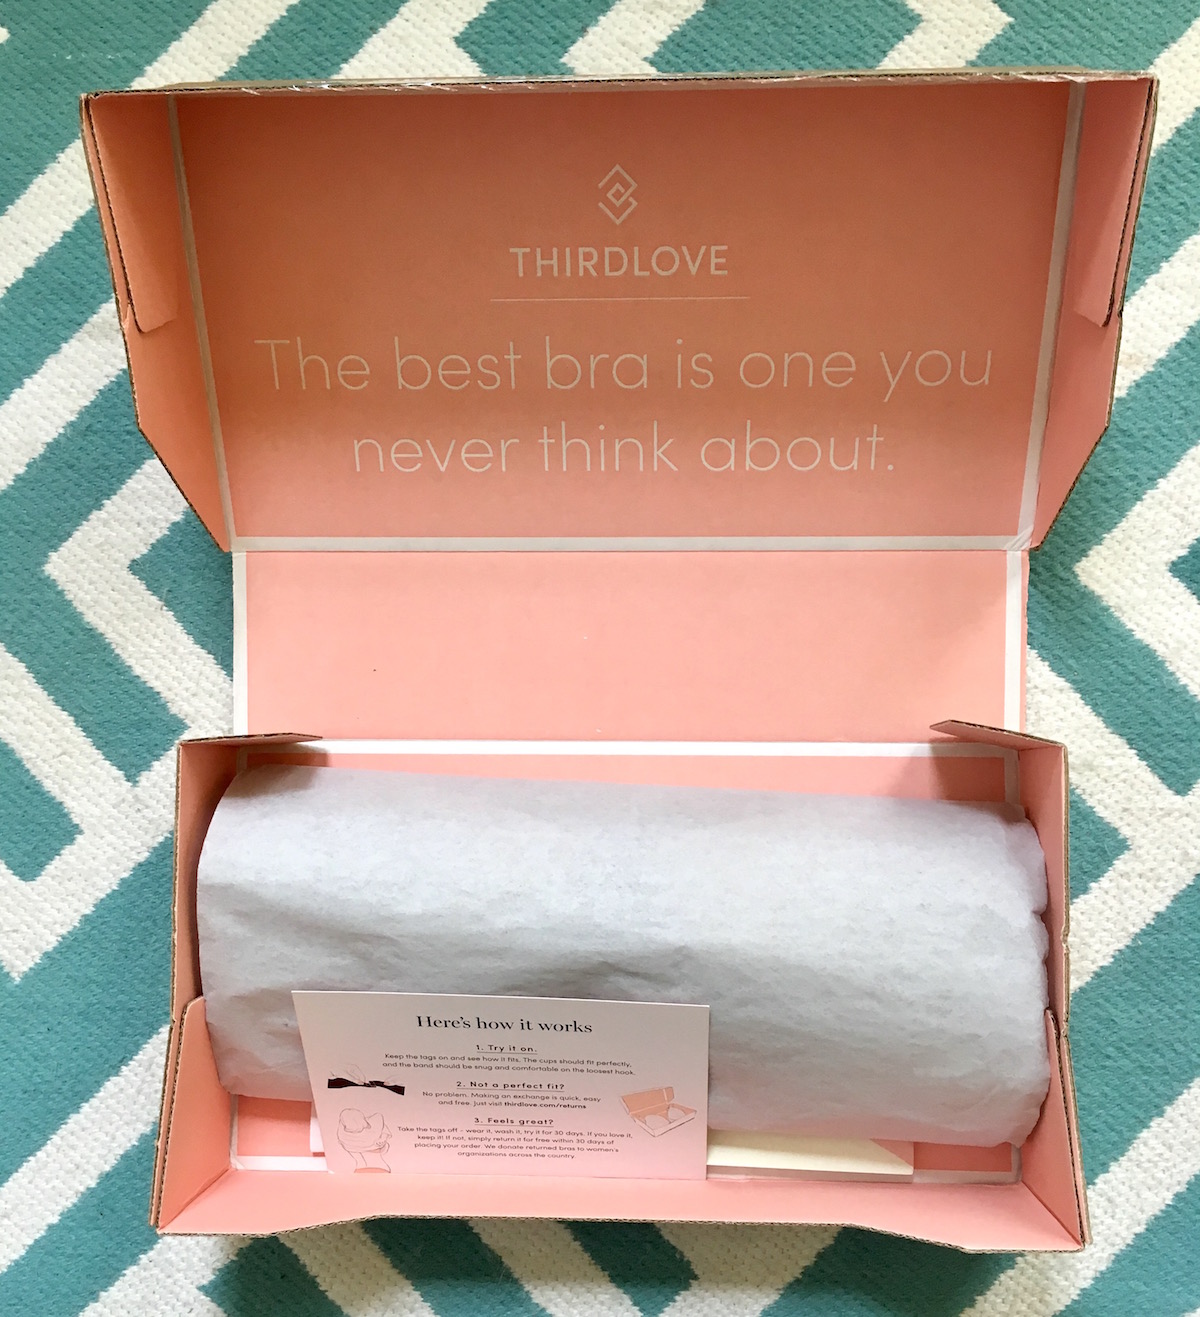 THIRDLOVE
The best bra is one you
never think about.
Here's how it works
1. Try it on.
Keep the tags on and see how it fits. The cups should fit perfectly,
and the band should be snug and comfortable on the loosest hook.
2. Not a perfect fit?
No problem. Making an exchange is quick, easy
and free. Just visit thirdlove.com/returns
3. Feels great?
Take the tags off - wear it, wash it, try it for 30 days. If you love it,
keep it! If not, simply return it for free within 30 days of
placing your order. We donate returned bras to women's
organizations across the country.